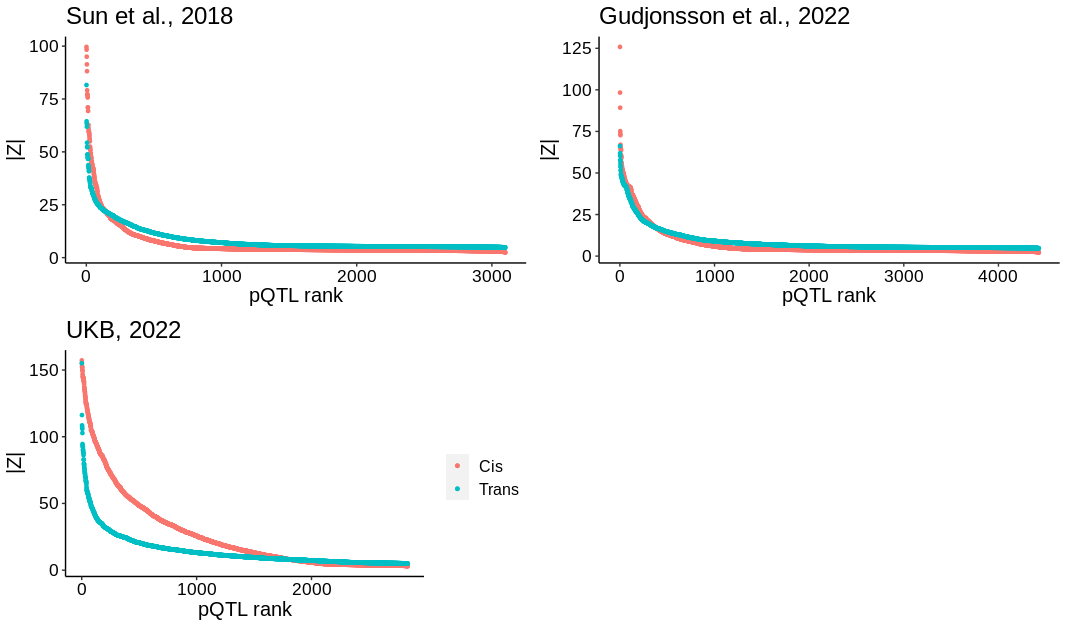 Sun et al., 2018
100
75
50
25
0
|Z|
0 1000 2000 3000
pQTL rank
Gudjonsson et al., 2022
125
100
75
50
25
0
|Z|
0 1000 2000 3000 4000
pQTL rank
UKB, 2022
150
100
50
0
|Z|
0 1000 2000
pQTL rank
Cis
Trans